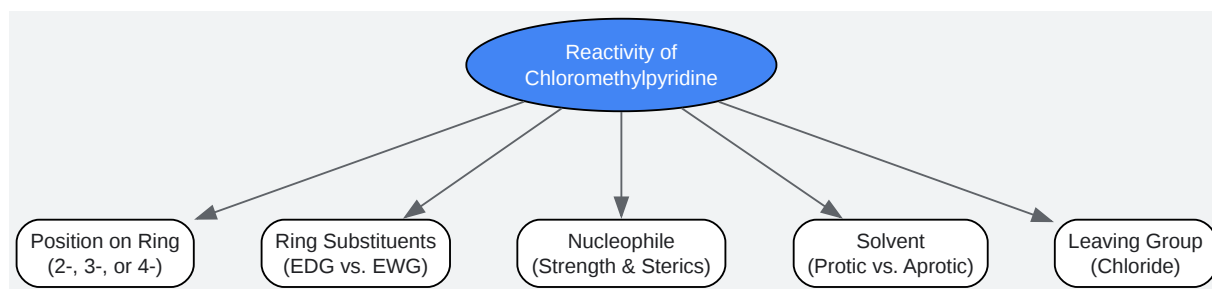 Reactivity of
Chloromethylpyridine
Position on Ring
(2-, 3-, or 4-)
Ring Substituents
(EDG vs. EWG)
Nucleophile
(Strength & Sterics)
Solvent
(Protic vs. Aprotic)
Leaving Group
(Chloride)